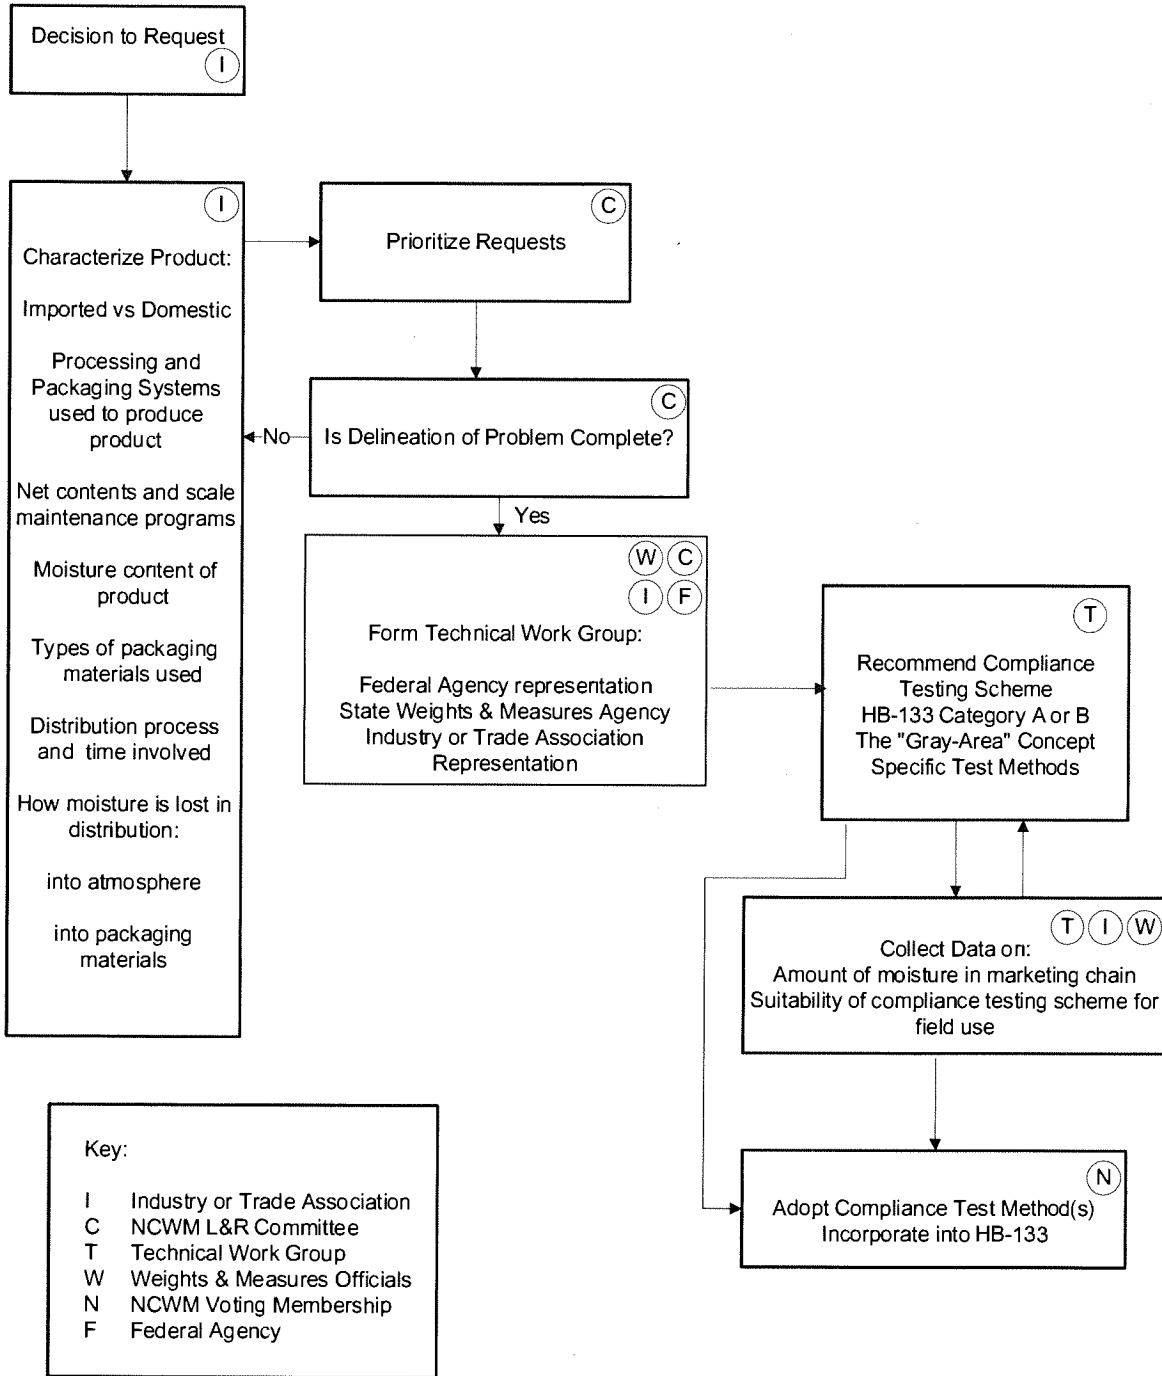 Decision to Request
I
I
Characterize Product:
Imported vs Domestic
Processing and
Packaging Systems
used to produce
product
Net contents and scale
maintenance programs
Moisture content of
product
Types of packaging
materials used
Distribution process
and time involved
How moisture is lost in
distribution:
into atmosphere
into packaging
materials
C
Prioritize Requests
C
Is Delineation of Problem Complete?
No
Yes
W C
I F
Form Technical Work Group:
Federal Agency representation
State Weights & Measures Agency
Industry or Trade Association
Representation
T
Recommend Compliance
Testing Scheme
HB-133 Category A or B
The "Gray-Area" Concept
Specific Test Methods
T I W
Collect Data on:
Amount of moisture in marketing chain
Suitability of compliance testing scheme for
field use
N
Adopt Compliance Test Method(s)
Incorporate into HB-133
Key:
I Industry or Trade Association
C NCWM L&R Committee
T Technical Work Group
W Weights & Measures Officials
N NCWM Voting Membership
F Federal Agency